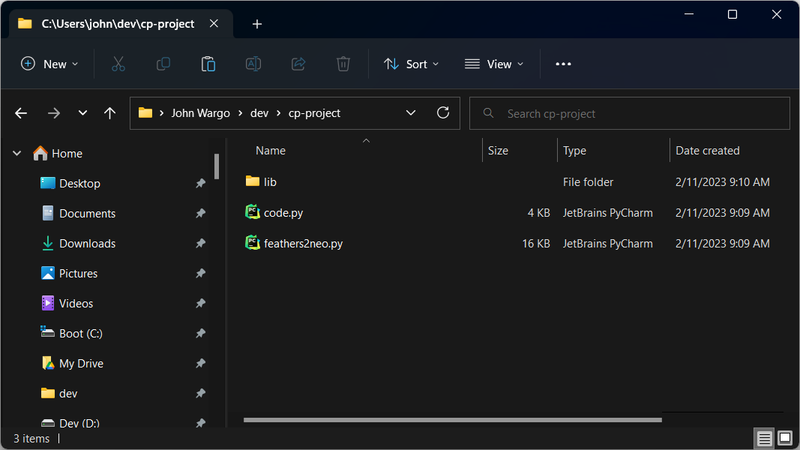 C:\Users\john\dev\cp-project
New Sort View
John Wargo dev cp-project Search cp-project
Home
Desktop
Documents
Downloads
Pictures
Videos
Boot (C:)
My Drive
dev
Dev (D:)
Name Size Type Date created
lib File folder 2/11/2023 9:10 AM
code.py 4 KB JetBrains PyCharm 2/11/2023 9:09 AM
feathers2neo.py 16 KB JetBrains PyCharm 2/11/2023 9:09 AM
3 items